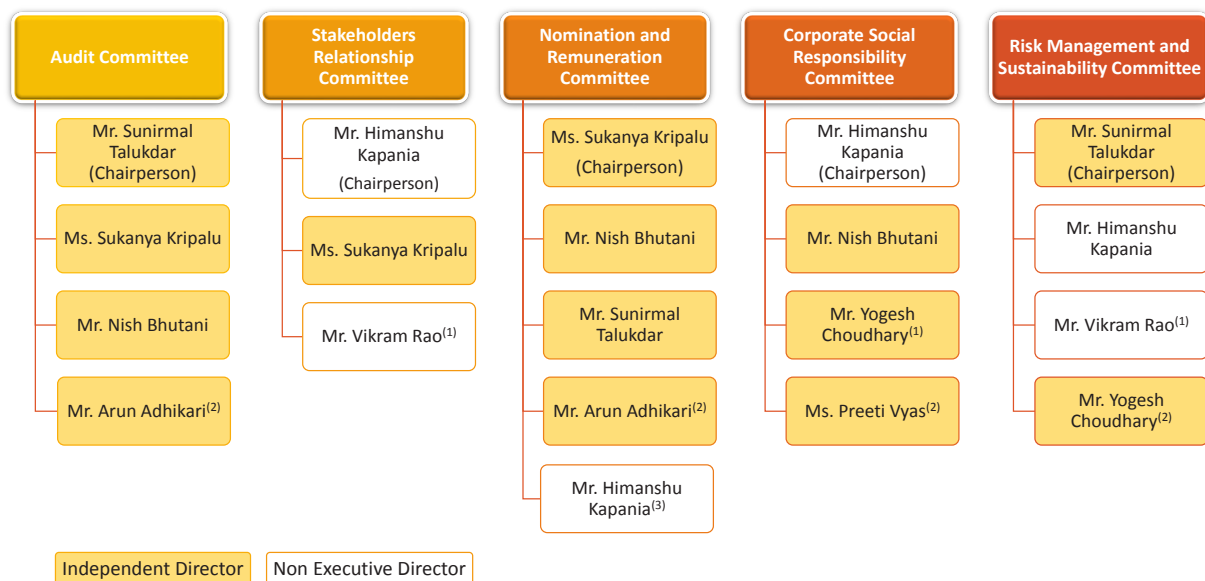 Audit Committee
Stakeholders
Relationship
Committee
Nomination and
Remuneration
Committee
Corporate Social
Responsibility
Committee
Risk Management and
Sustainability Committee
Mr. Sunirmal
Talukdar
(Chairperson)
Ms. Sukanya Kripalu
Mr. Nish Bhutani
Mr. Arun Adhikari(2)
Mr. Himanshu
Kapania
(Chairperson)
Ms. Sukanya Kripalu
Mr. Vikram Rao(1)
Ms. Sukanya Kripalu
(Chairperson)
Mr. Nish Bhutani
Mr. Sunirmal
Talukdar
Mr. Arun Adhikari(2)
Mr. Himanshu
Kapania(3)
Mr. Himanshu
Kapania
(Chairperson)
Mr. Nish Bhutani
Mr. Yogesh
Choudhary(1)
Ms. Preeti Vyas(2)
Mr. Sunirmal
Talukdar
(Chairperson)
Mr. Himanshu
Kapania
Mr. Vikram Rao(1)
Mr. Yogesh
Choudhary(2)
Independent Director
Non Executive Director